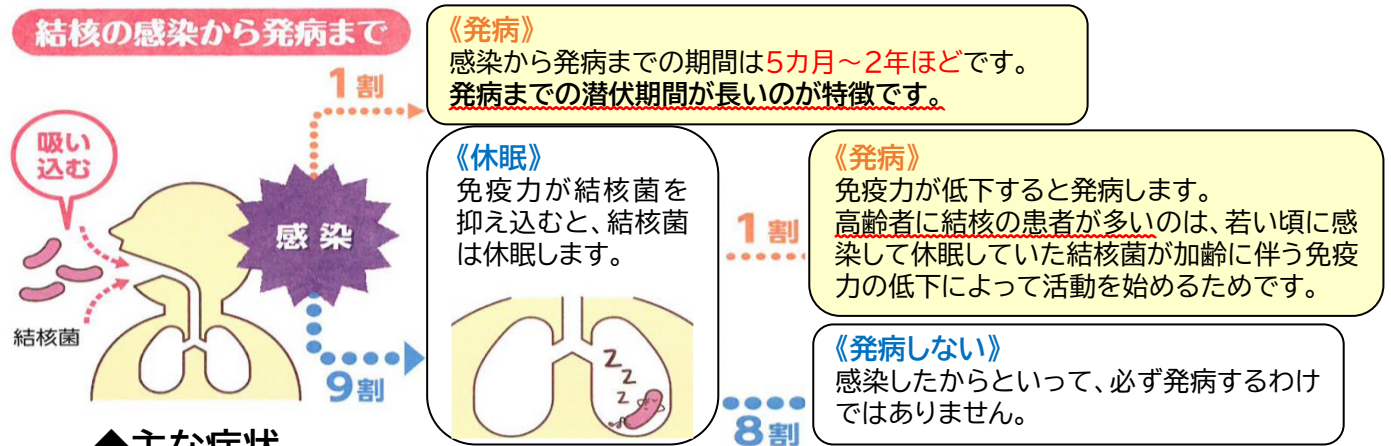 結核の感染から発病まで
《発病》
感染から発病までの期間は5カ月～2年ほどです。
発病までの潜伏期間が長いのが特徴です。
1割
吸い
込む
感染
結核菌
9割
《休眠》
免疫力が結核菌を
抑え込むと、結核菌
は休眠します。
z
z
z
1割
《発病》
免疫力が低下すると発病します。
高齢者に結核の患者が多いのは、若い頃に感
染して休眠していた結核菌が加齢に伴う免疫
力の低下によって活動を始めるためです。
8割
《発病しない》
感染したからといって、必ず発病するわけ
ではありません。
◆主な症状